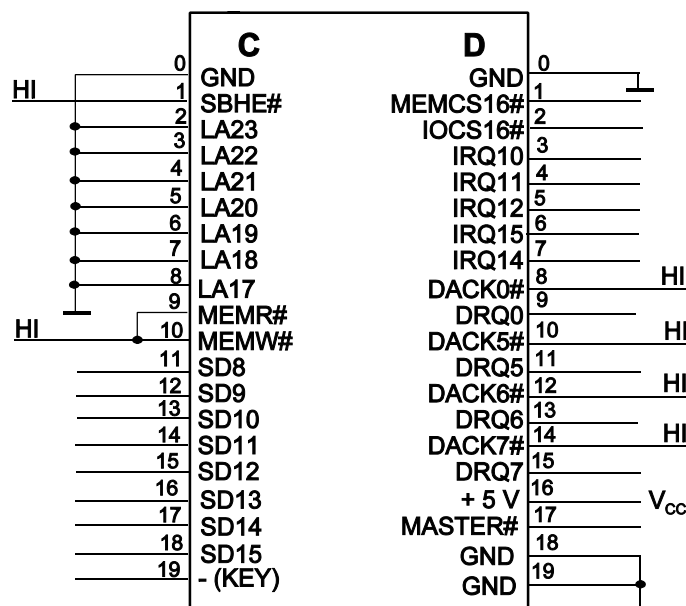 C D
0 GND GND 0
HI 1 SBHE# MEMCS16# 1
2 LA23 IOCS16# 2
3 LA22 IRQ10 3
4 LA21 IRQ11 4
5 LA20 IRQ12 5
6 LA19 IRQ15 6
7 LA18 IRQ14 7
8 LA17 DACK0# 8 HI
9 MEMR# DRQ0 9
HI 10 MEMW# DACK5# 10 HI
11 SD8 DRQ5 11
12 SD9 DACK6# 12 HI
13 SD10 DRQ6 13
14 SD11 DACK7# 14 HI
15 SD12 DRQ7 15
16 SD13 + 5 V 16 VCC
17 SD14 MASTER# 17
18 SD15 GND 18
19 - (KEY) GND 19